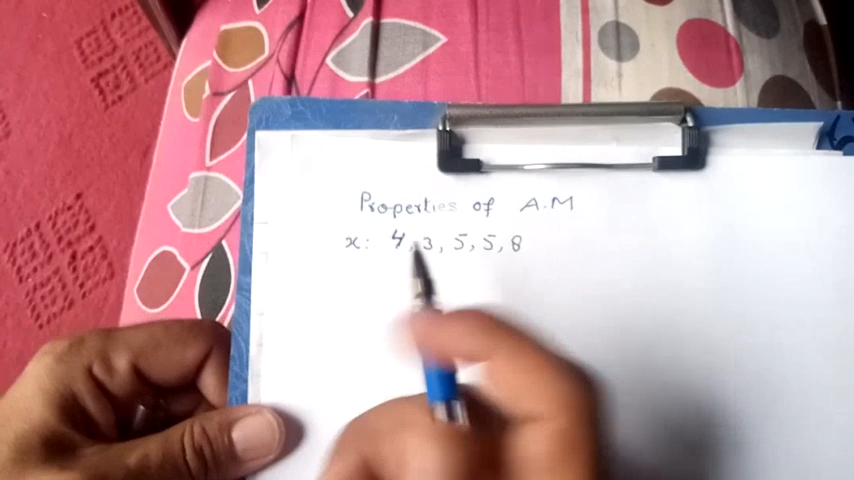 Properties of A.M
x: 4, 3, 5, 5, 8